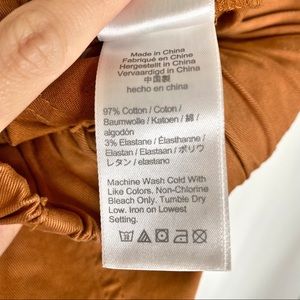 Made in China
Fabriqué en Chine
Hergestellt in China
Vervaardigd in China
中国製
hecho en china
97% Cotton / Coton /
Baumwolle / Katoen / 綿 /
algodón
3% Elastane / Élasthanne /
Elastan / Elastaan / ポリウ
レタン / elastano
Machine Wash Cold With
Like Colors. Non-Chlorine
Bleach Only. Tumble Dry
Low. Iron on Lowest
Setting.